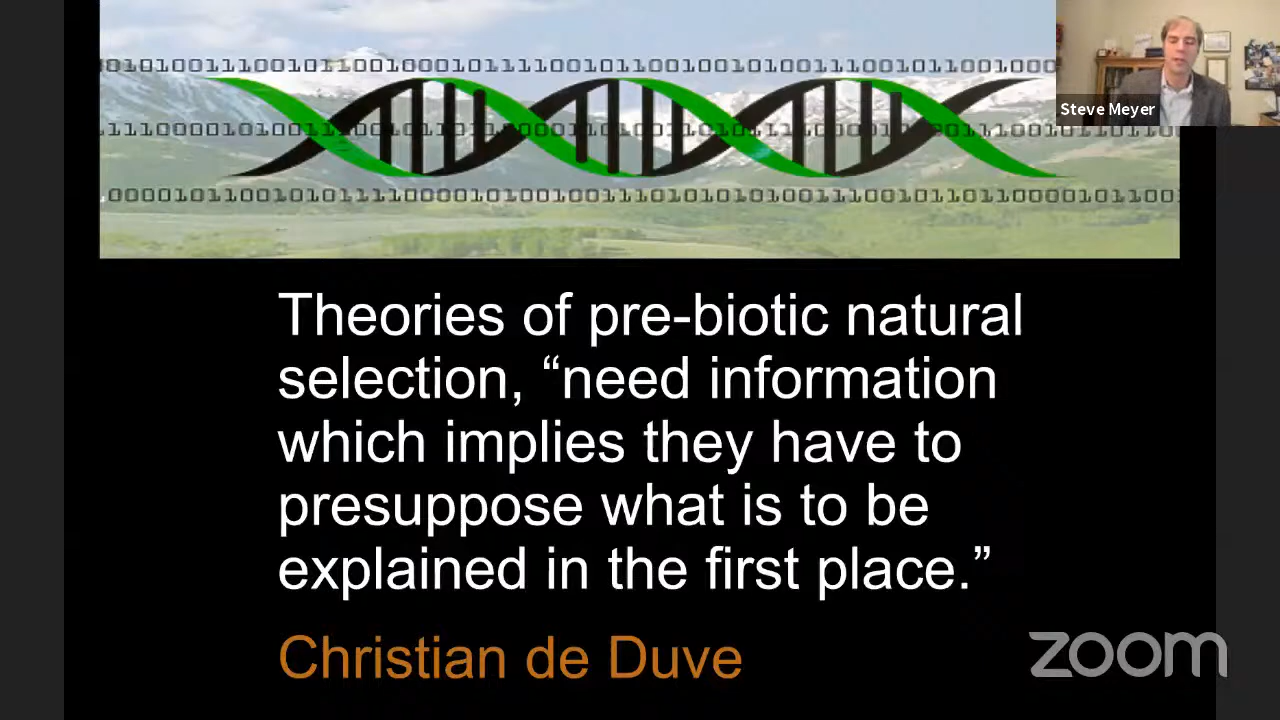 Steve Meyer
Theories of pre-biotic natural
selection, “need information
which implies they have to
presuppose what is to be
explained in the first place.”
Christian de Duve
zoom